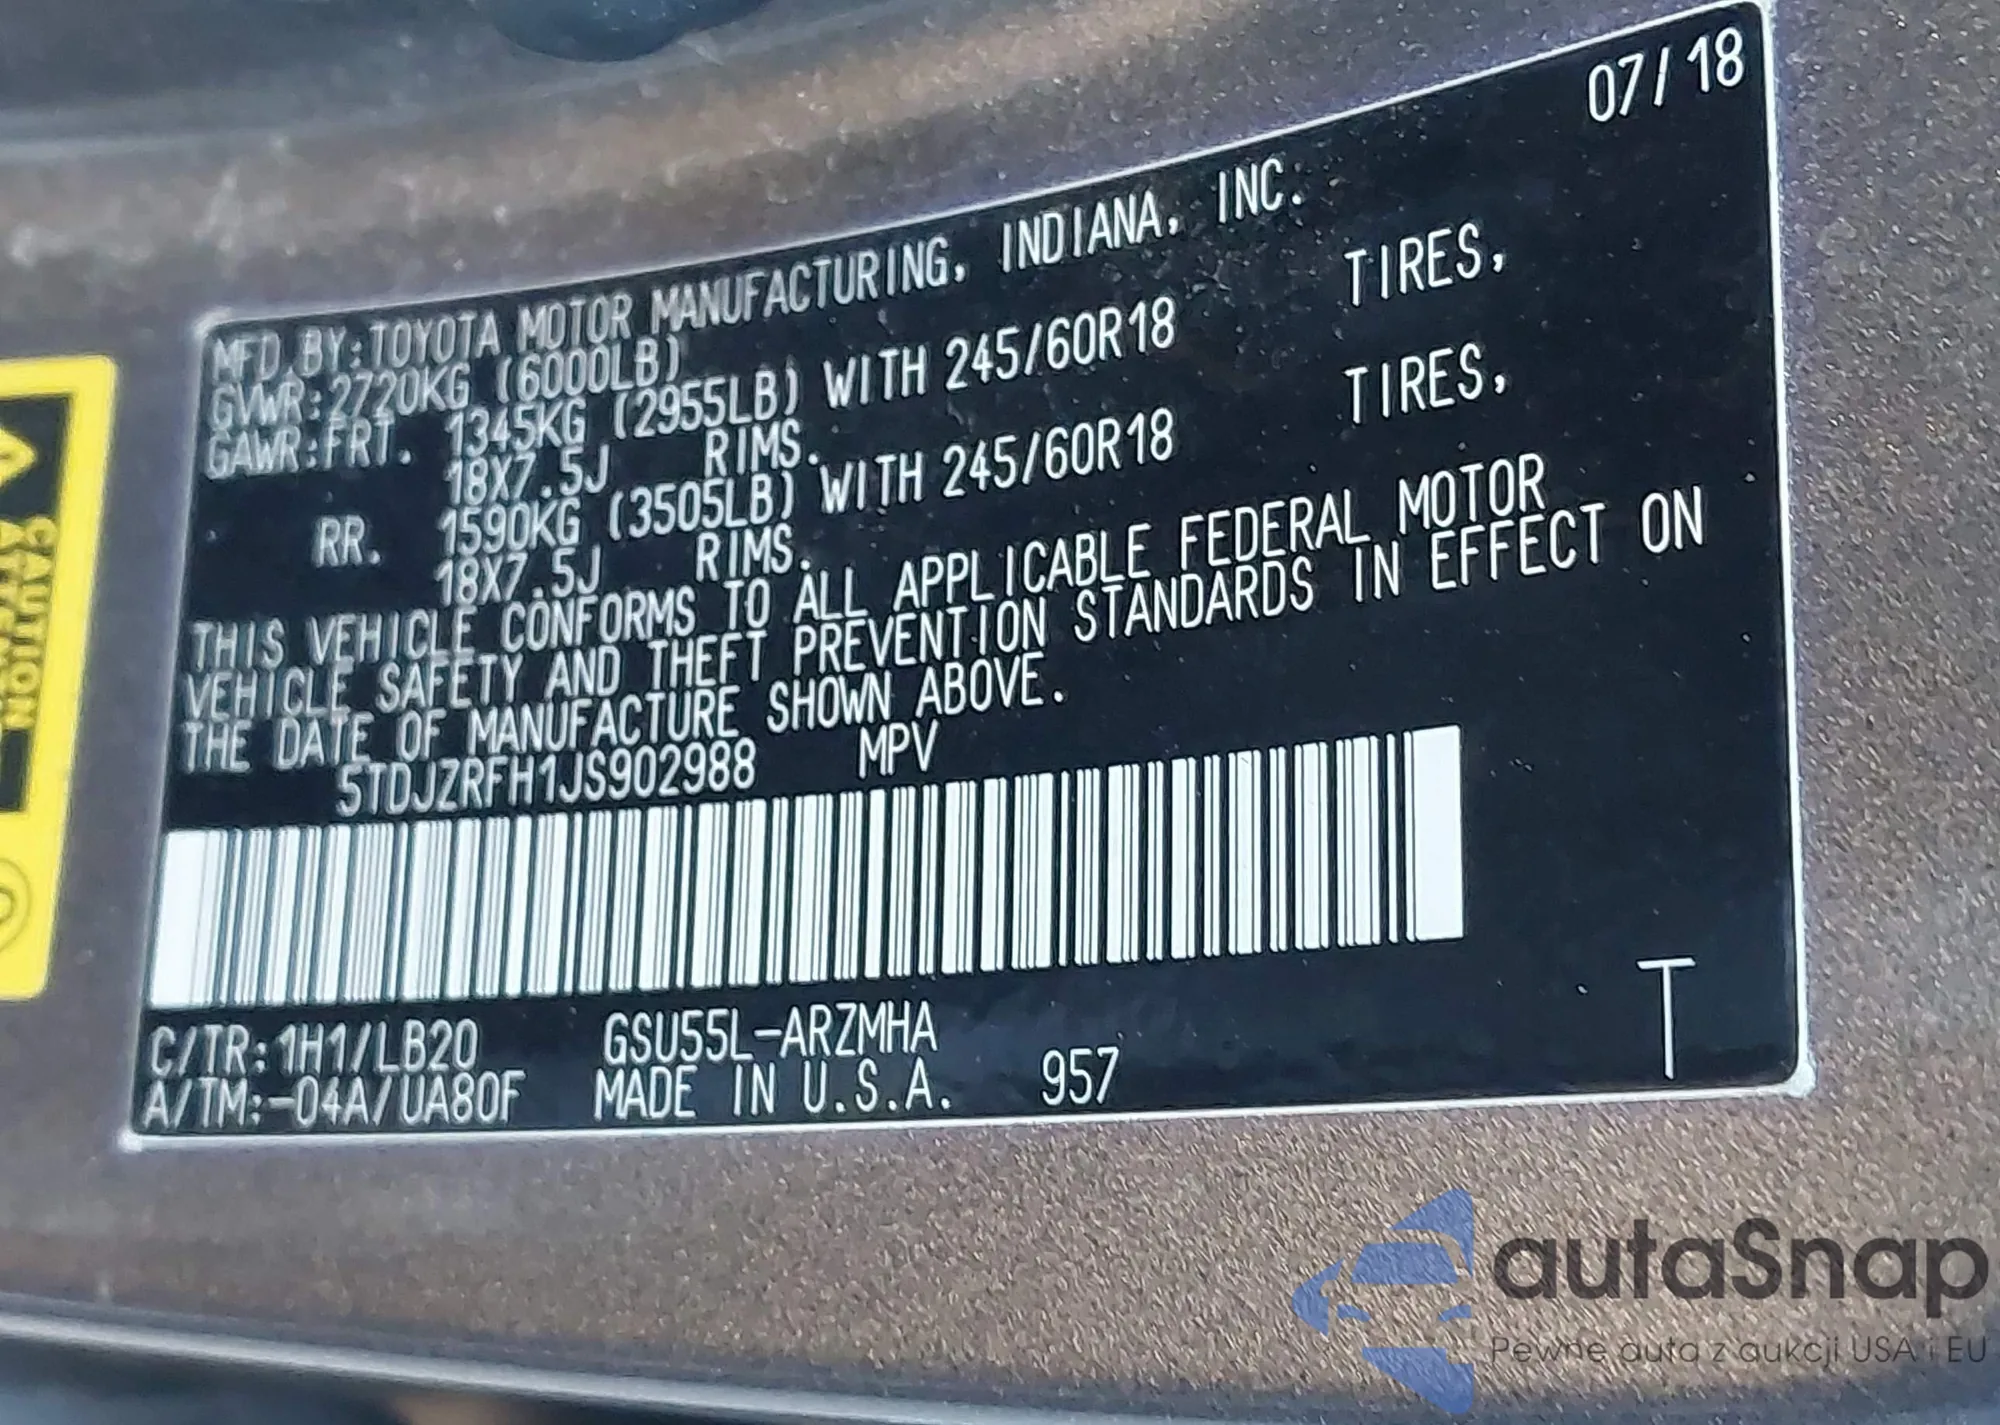 07/18
MFD.BY:TOYOTA MOTOR MANUFACTURING, INDIANA, INC.
GVWR:2720KG (6000LB)
GAWR:FRT. 1345KG (2955LB) WITH 245/60R18 TIRES,
18X7.5J RIMS.
RR. 1590KG (3505LB) WITH 245/60R18 TIRES,
18X7.5J RIMS.
THIS VEHICLE CONFORMS TO ALL APPLICABLE FEDERAL MOTOR
VEHICLE SAFETY AND THEFT PREVENTION STANDARDS IN EFFECT ON
THE DATE OF MANUFACTURE SHOWN ABOVE.
5TDJZRFH1JS902988 MPV
C/TR:1H1/LB20 GSU55L-ARZMHA
A/TM:-04A/UA80F MADE IN U.S.A. 957
T
CAUTION
autaSnap
Pewne auta z aukcji USA i EU